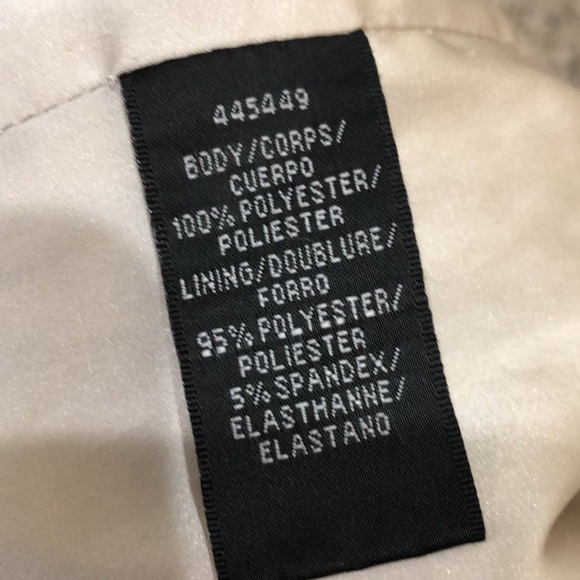 445449
BODY/CORPS/
CUERPO
100% POLYESTER/
POLIESTER
LINING/DOUBLURE/
FORRO
95% POLYESTER/
POLIESTER
5% SPANDEX/
ELASTHANNE/
ELASTANO